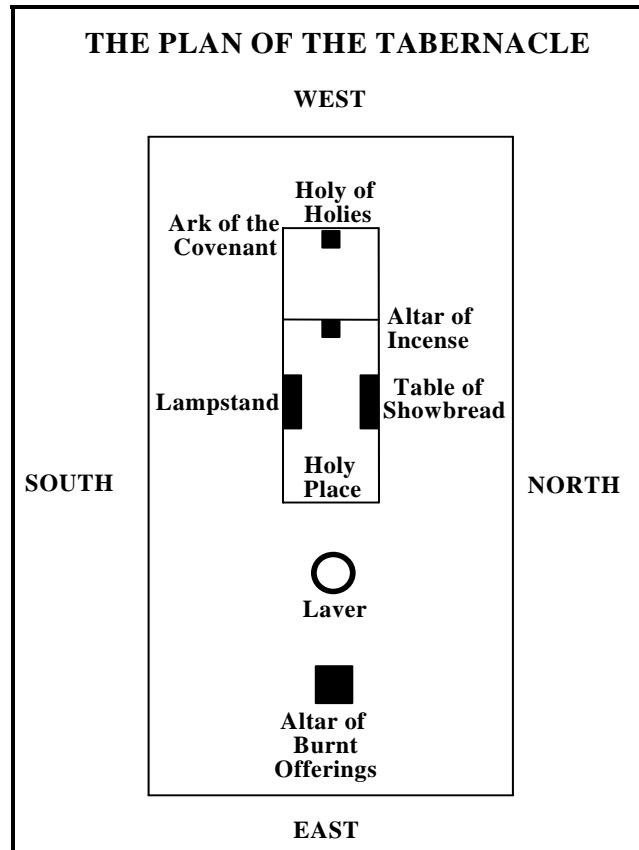 THE PLAN OF THE TABERNACLE
WEST
Holy of
Holies
Ark of the
Covenant
Altar of
Incense
Lampstand
Table of
Showbread
Holy
Place
SOUTH
NORTH
Laver
Altar of
Burnt
Offerings
EAST